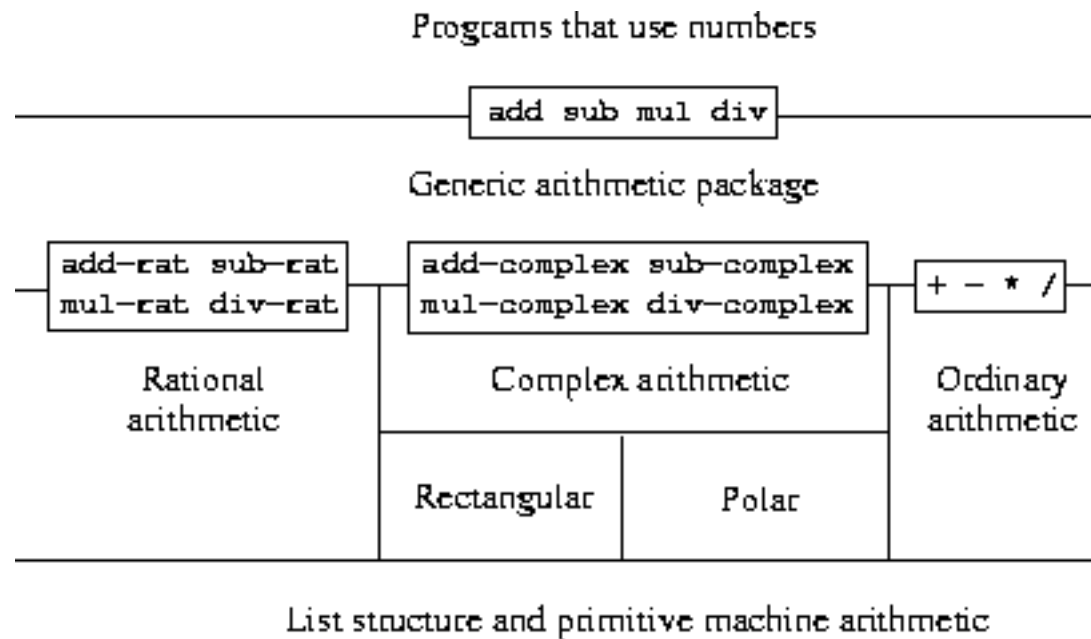 Programs that use numbers
add sub mul div
Generic arithmetic package
add-rat sub-rat
mul-rat div-rat
add-complex sub-complex
mul-complex div-complex
+ - * /
Rational
arithmetic
Complex arithmetic
Ordinary
arithmetic
Rectangular
Polar
List structure and primitive machine arithmetic